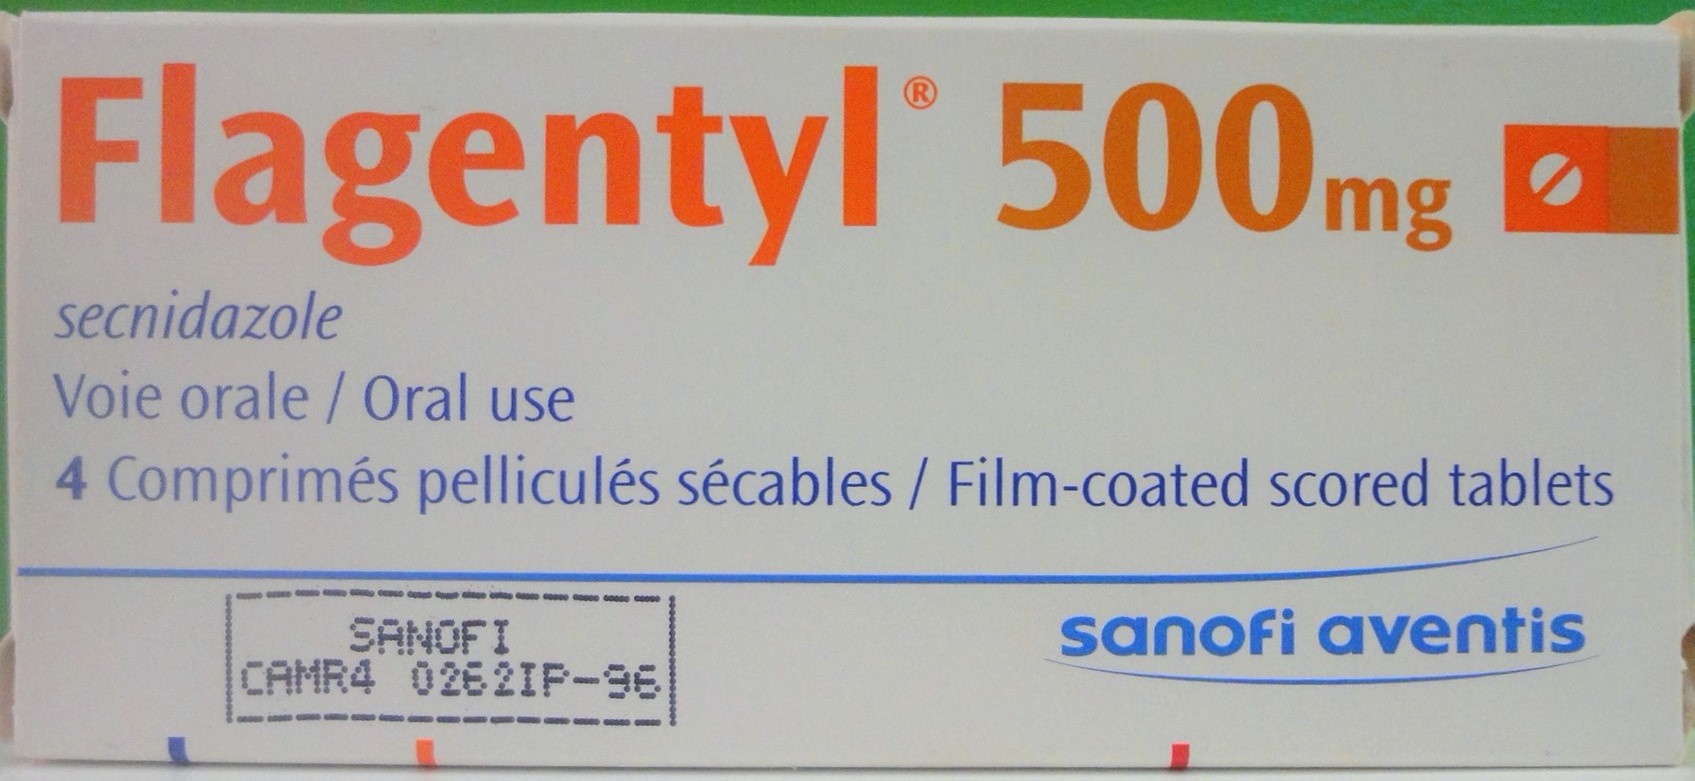 Flagentyl® 500mg
secnidazole
Voie orale / Oral use
4 Comprimés pelliculés sécables / Film-coated scored tablets
sanofi aventis
SANOFI
CAMR4 0262IP-96